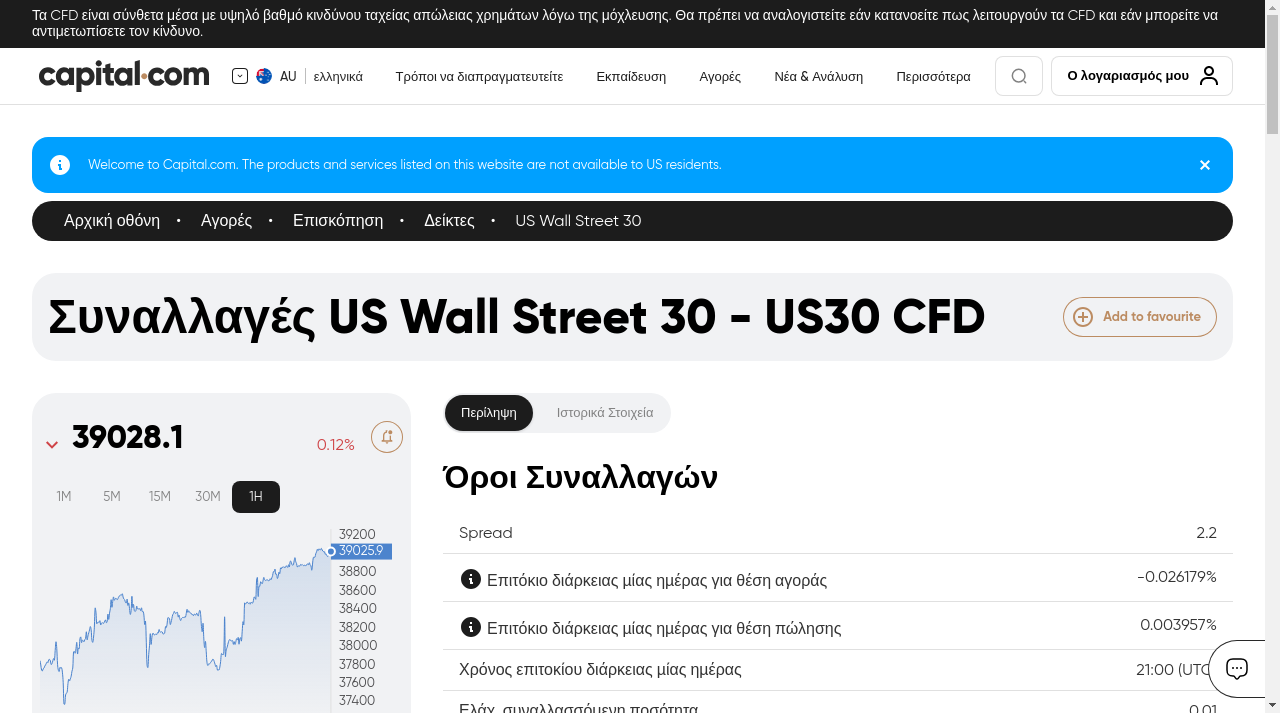 Τα CFD είναι σύνθετα μέσα με υψηλό βαθμό κινδύνου ταχείας απώλειας χρημάτων λόγω της μόχλευσης. Θα πρέπει να αναλογιστείτε εάν κατανοείτε πως λειτουργούν τα CFD και εάν μπορείτε να
αντιμετωπίσετε τον κίνδυνο.
capital.com
AU
ελληνικά
Τρόποι να διαπραγματευτείτε
Εκπαίδευση
Αγορές
Νέα & Ανάλυση
Περισσότερα
Ο λογαριασμός μου
Welcome to Capital.com. The products and services listed on this website are not available to US residents.
Αρχική οθόνη • Αγορές • Επισκόπηση • Δείκτες • US Wall Street 30
Συναλλαγές US Wall Street 30 - US30 CFD
Add to favourite
39028.1
0.12%
1M 5M 15M 30M 1H
39200
39025.9
38800
38600
38400
38200
38000
37800
37600
37400
Περίληψη
Ιστορικά Στοιχεία
Όροι Συναλλαγών
Spread 2.2
Επιτόκιο διάρκειας μίας ημέρας για θέση αγοράς -0.026179%
Επιτόκιο διάρκειας μίας ημέρας για θέση πώλησης 0.003957%
Χρόνος επιτοκίου διάρκειας μίας ημέρας 21:00 (UTC
Ελάχ. συναλλασσόμενη ποσότητα 0.01